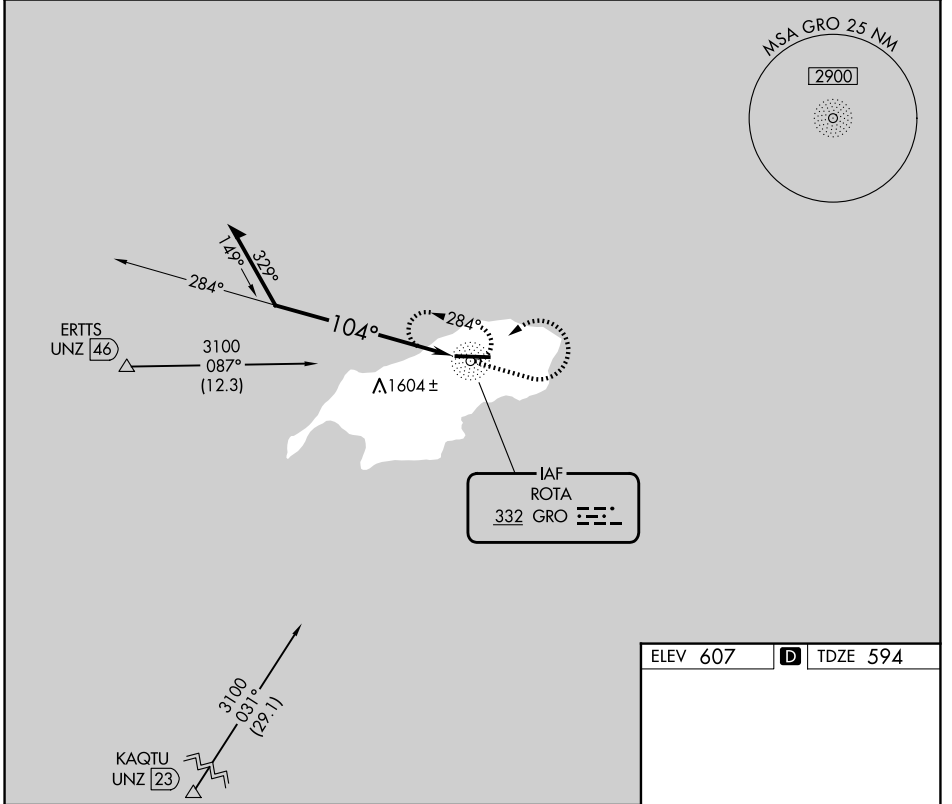 MSA GRO 25 NM
2900
149°
329°
284°
104°
284°
ERTTS
UNZ 46
3100
087°
(12.3)
1604 ±
IAF
ROTA
332 GRO
3100
031°
(29.1)
KAQTU
UNZ 23
ELEV 607 D TDZE 594